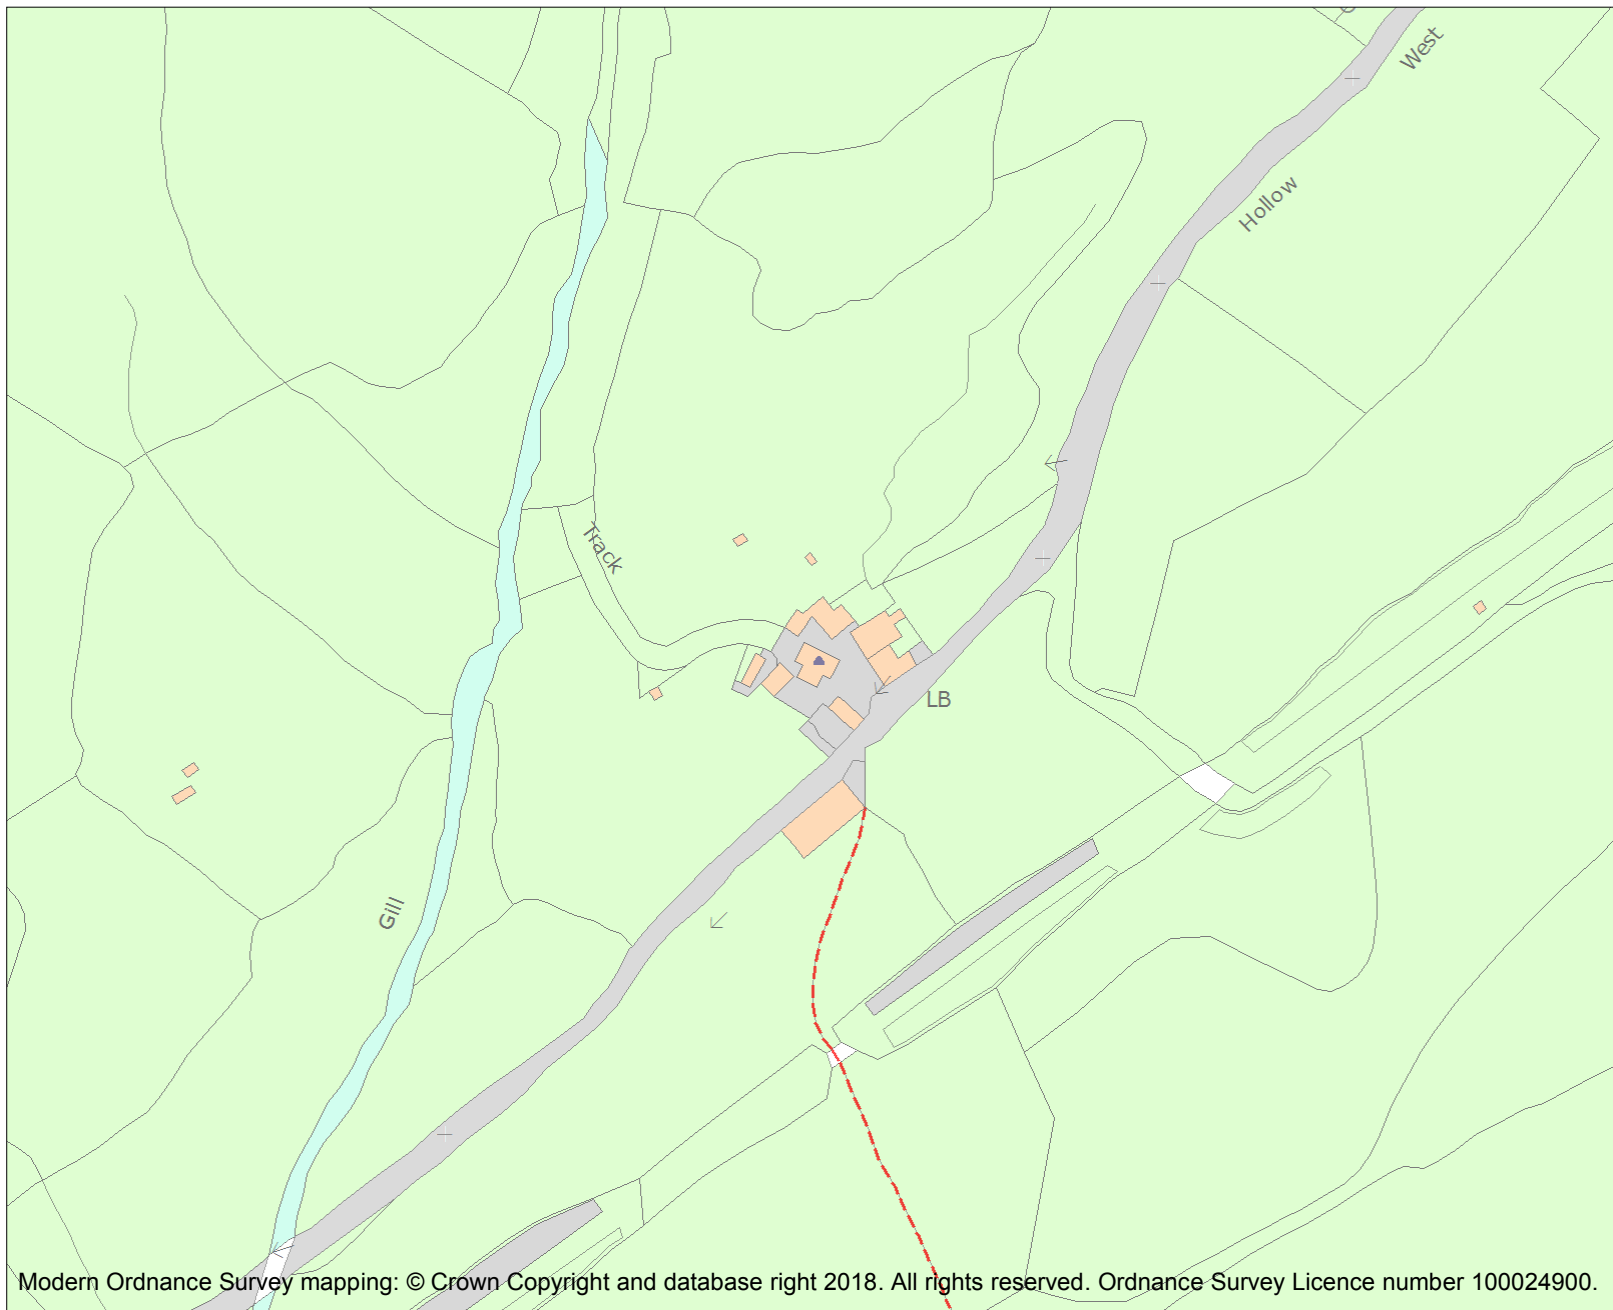 West
Hollow
Track
LB
Gill
Modern Ordnance Survey mapping: © Crown Copyright and database right 2018. All rights reserved. Ordnance Survey Licence number 100024900.